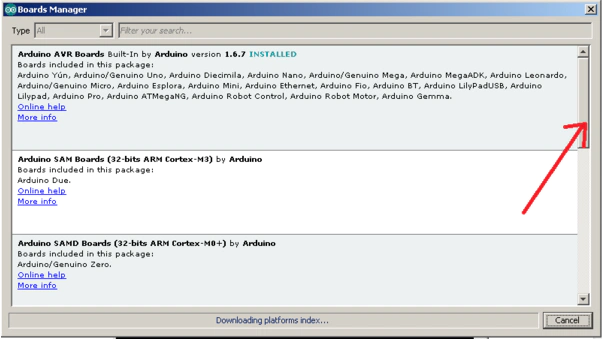 Boards Manager
Type All Filter your search...
Arduino AVR Boards Built-In by Arduino version 1.6.7 INSTALLED
Boards included in this package:
Arduino Yún, Arduino/Genuino Uno, Arduino Diecimila, Arduino Nano, Arduino/Genuino Mega, Arduino MegaADK, Arduino Leonardo,
Arduino/Genuino Micro, Arduino Esplora, Arduino Mini, Arduino Ethernet, Arduino Fio, Arduino BT, Arduino LilyPadUSB, Arduino
Lilypad, Arduino Pro, Arduino ATMegaNG, Arduino Robot Control, Arduino Robot Motor, Arduino Gemma.
Online help
More info
Arduino SAM Boards (32-bits ARM Cortex-M3) by Arduino
Boards included in this package:
Arduino Due.
Online help
More info
Arduino SAMD Boards (32-bits ARM Cortex-M0+) by Arduino
Boards included in this package:
Arduino/Genuino Zero.
Online help
More info
Downloading platforms index...
Cancel